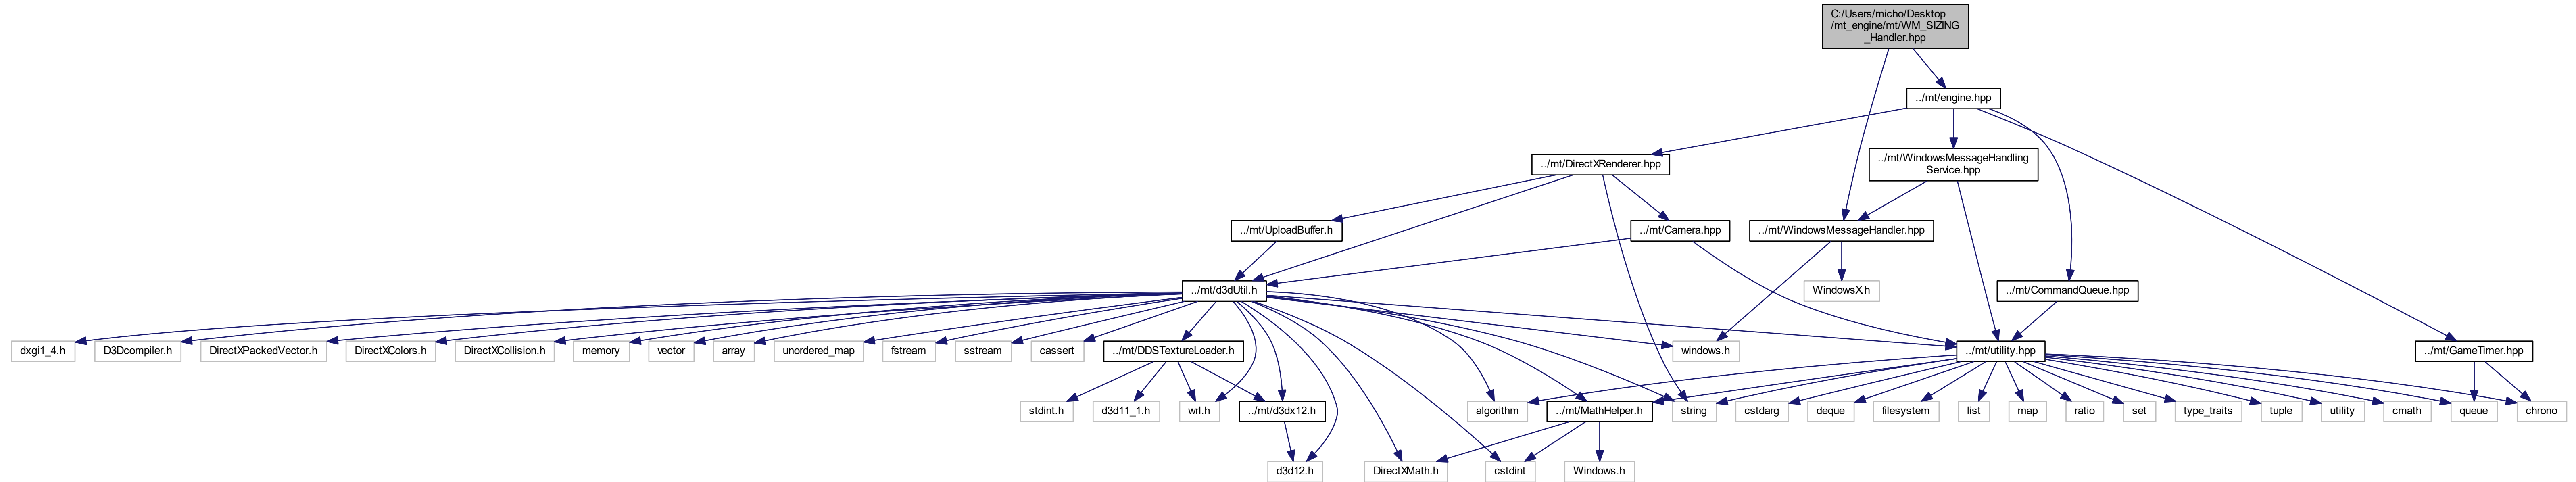 C:/Users/micho/Desktop
/mt_engine/mt/WM_SIZING
_Handler.hpp
../mt/engine.hpp
../mt/DirectXRenderer.hpp
../mt/WindowsMessageHandling
Service.hpp
../mt/UploadBuffer.h
../mt/Camera.hpp
../mt/WindowsMessageHandler.hpp
../mt/d3dUtil.h
WindowsX.h
../mt/CommandQueue.hpp
dxgi1_4.h
D3Dcompiler.h
DirectXPackedVector.h
DirectXColors.h
DirectXCollision.h
memory
vector
array
unordered_map
fstream
sstream
cassert
../mt/DDSTextureLoader.h
windows.h
../mt/utility.hpp
../mt/GameTimer.hpp
stdint.h
d3d11_1.h
wrl.h
../mt/d3dx12.h
algorithm
../mt/MathHelper.h
string
cstdarg
deque
filesystem
list
map
ratio
set
type_traits
tuple
utility
cmath
queue
chrono
d3d12.h
DirectXMath.h
cstdint
Windows.h